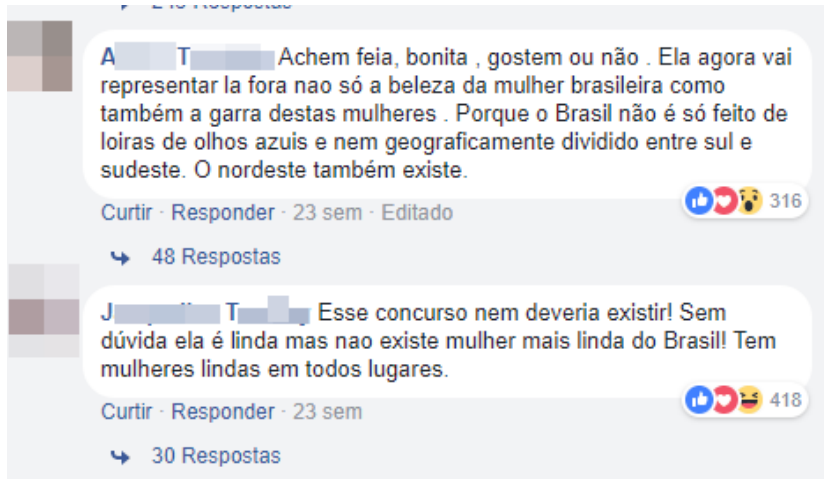 A T Achem feia, bonita , gostem ou não . Ela agora vai
representar la fora nao só a beleza da mulher brasileira como
também a garra destas mulheres . Porque o Brasil não é só feito de
loiras de olhos azuis e nem geograficamente dividido entre sul e
sudeste. O nordeste também existe.
316
Curtir · Responder · 23 sem · Editado
48 Respostas
J T Esse concurso nem deveria existir! Sem
dúvida ela é linda mas nao existe mulher mais linda do Brasil! Tem
mulheres lindas em todos lugares.
418
Curtir · Responder · 23 sem
30 Respostas